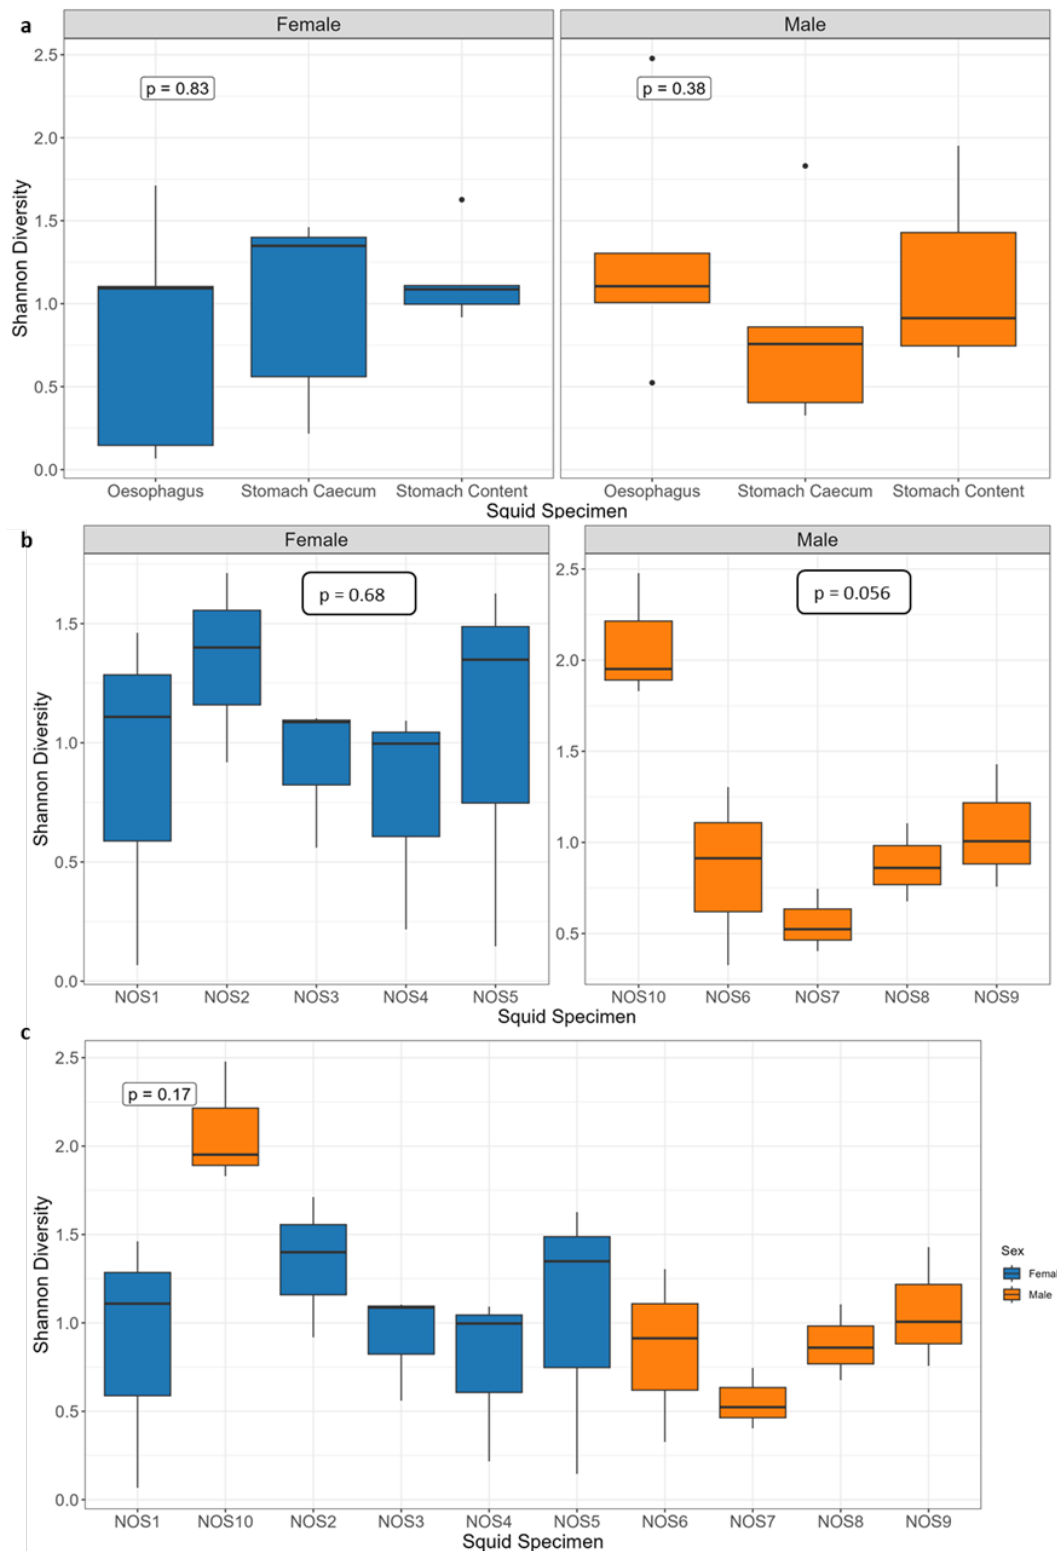 a
Female
Male
2.5
2.0
1.5
1.0
0.5
0.0
Shannon Diversity
p = 0.83
p = 0.38
Oesophagus
Stomach Caecum
Stomach Content
Oesophagus
Stomach Caecum
Stomach Content
Squid Specimen
b
Female
Male
1.5
1.0
0.5
0.0
Shannon Diversity
p = 0.68
2.5
2.0
1.5
1.0
0.5
p = 0.056
NOS1
NOS2
NOS3
NOS4
NOS5
NOS10
NOS6
NOS7
NOS8
NOS9
Squid Specimen
c
2.5
2.0
1.5
1.0
0.5
0.0
Shannon Diversity
p = 0.17
NOS1
NOS10
NOS2
NOS3
NOS4
NOS5
NOS6
NOS7
NOS8
NOS9
Squid Specimen
Sex
Femal
Male